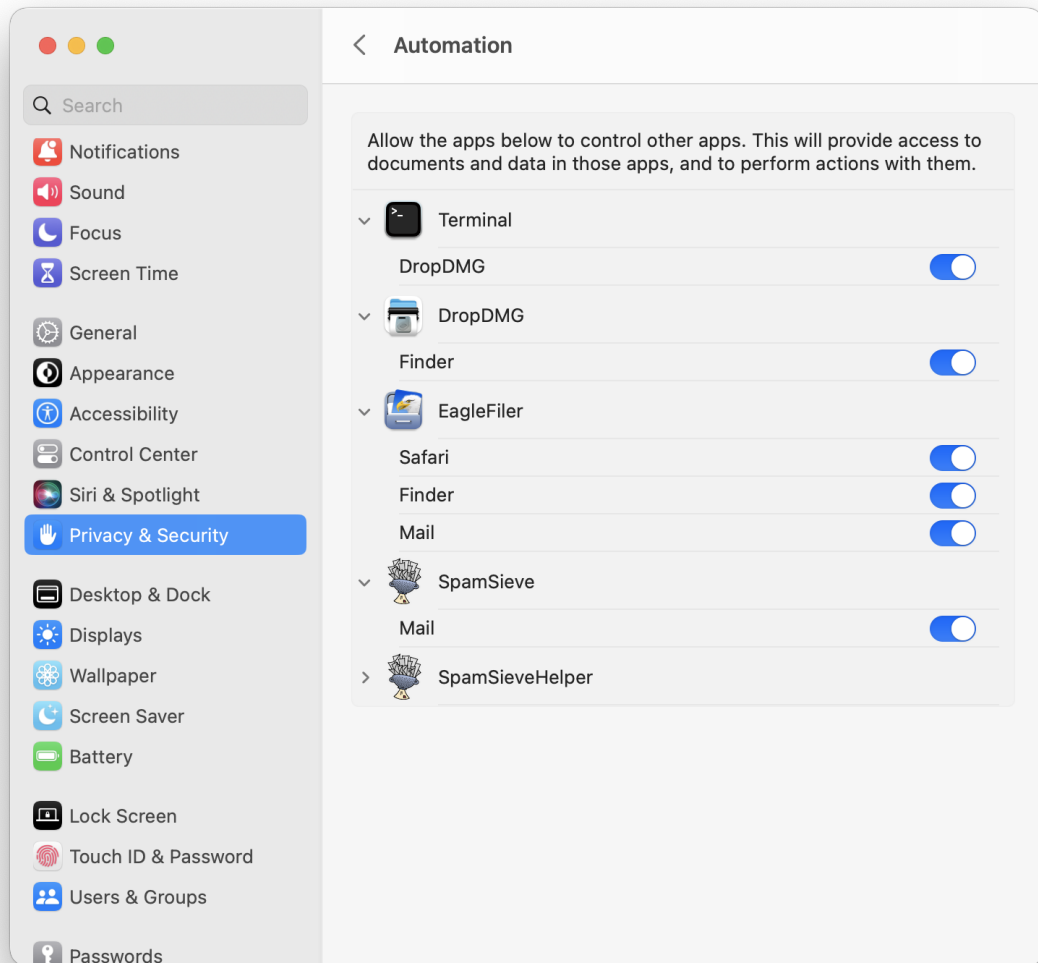 Search
Notifications
Sound
Focus
Screen Time
General
Appearance
Accessibility
Control Center
Siri & Spotlight
Privacy & Security
Desktop & Dock
Displays
Wallpaper
Screen Saver
Battery
Lock Screen
Touch ID & Password
Users & Groups
Passwords
Automation
Allow the apps below to control other apps. This will provide access to
documents and data in those apps, and to perform actions with them.
Terminal
DropDMG
DropDMG
Finder
EagleFiler
Safari
Finder
Mail
SpamSieve
Mail
SpamSieveHelper